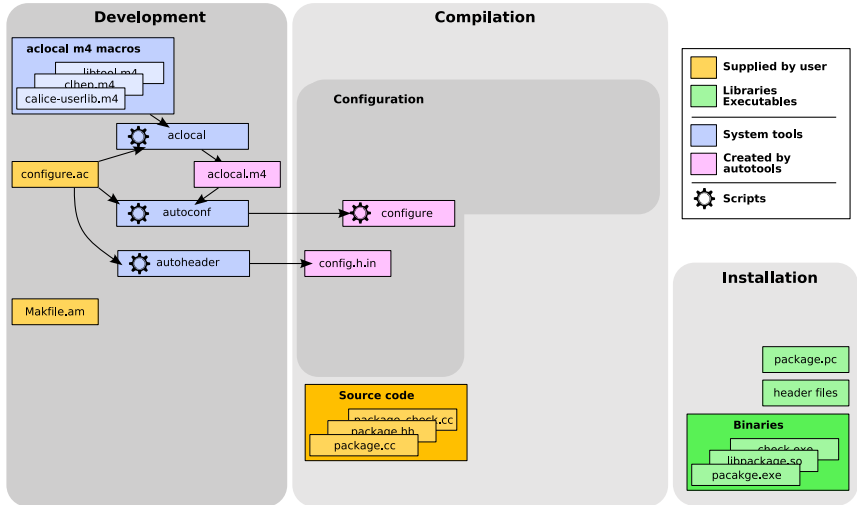 Development
aclocal m4 macros
libtool.m4
clhep.m4
calice-userlib.m4
aclocal
configure.ac
aclocal.m4
autoconf
autoheader
Makfile.am
Compilation
Configuration
configure
config.h.in
Source code
package_check.cc
package.hh
package.cc
Supplied by user
Libraries
Executables
System tools
Created by
autotools
Scripts
Installation
package.pc
header files
Binaries
check.exe
libpackage.so
pacakge.exe